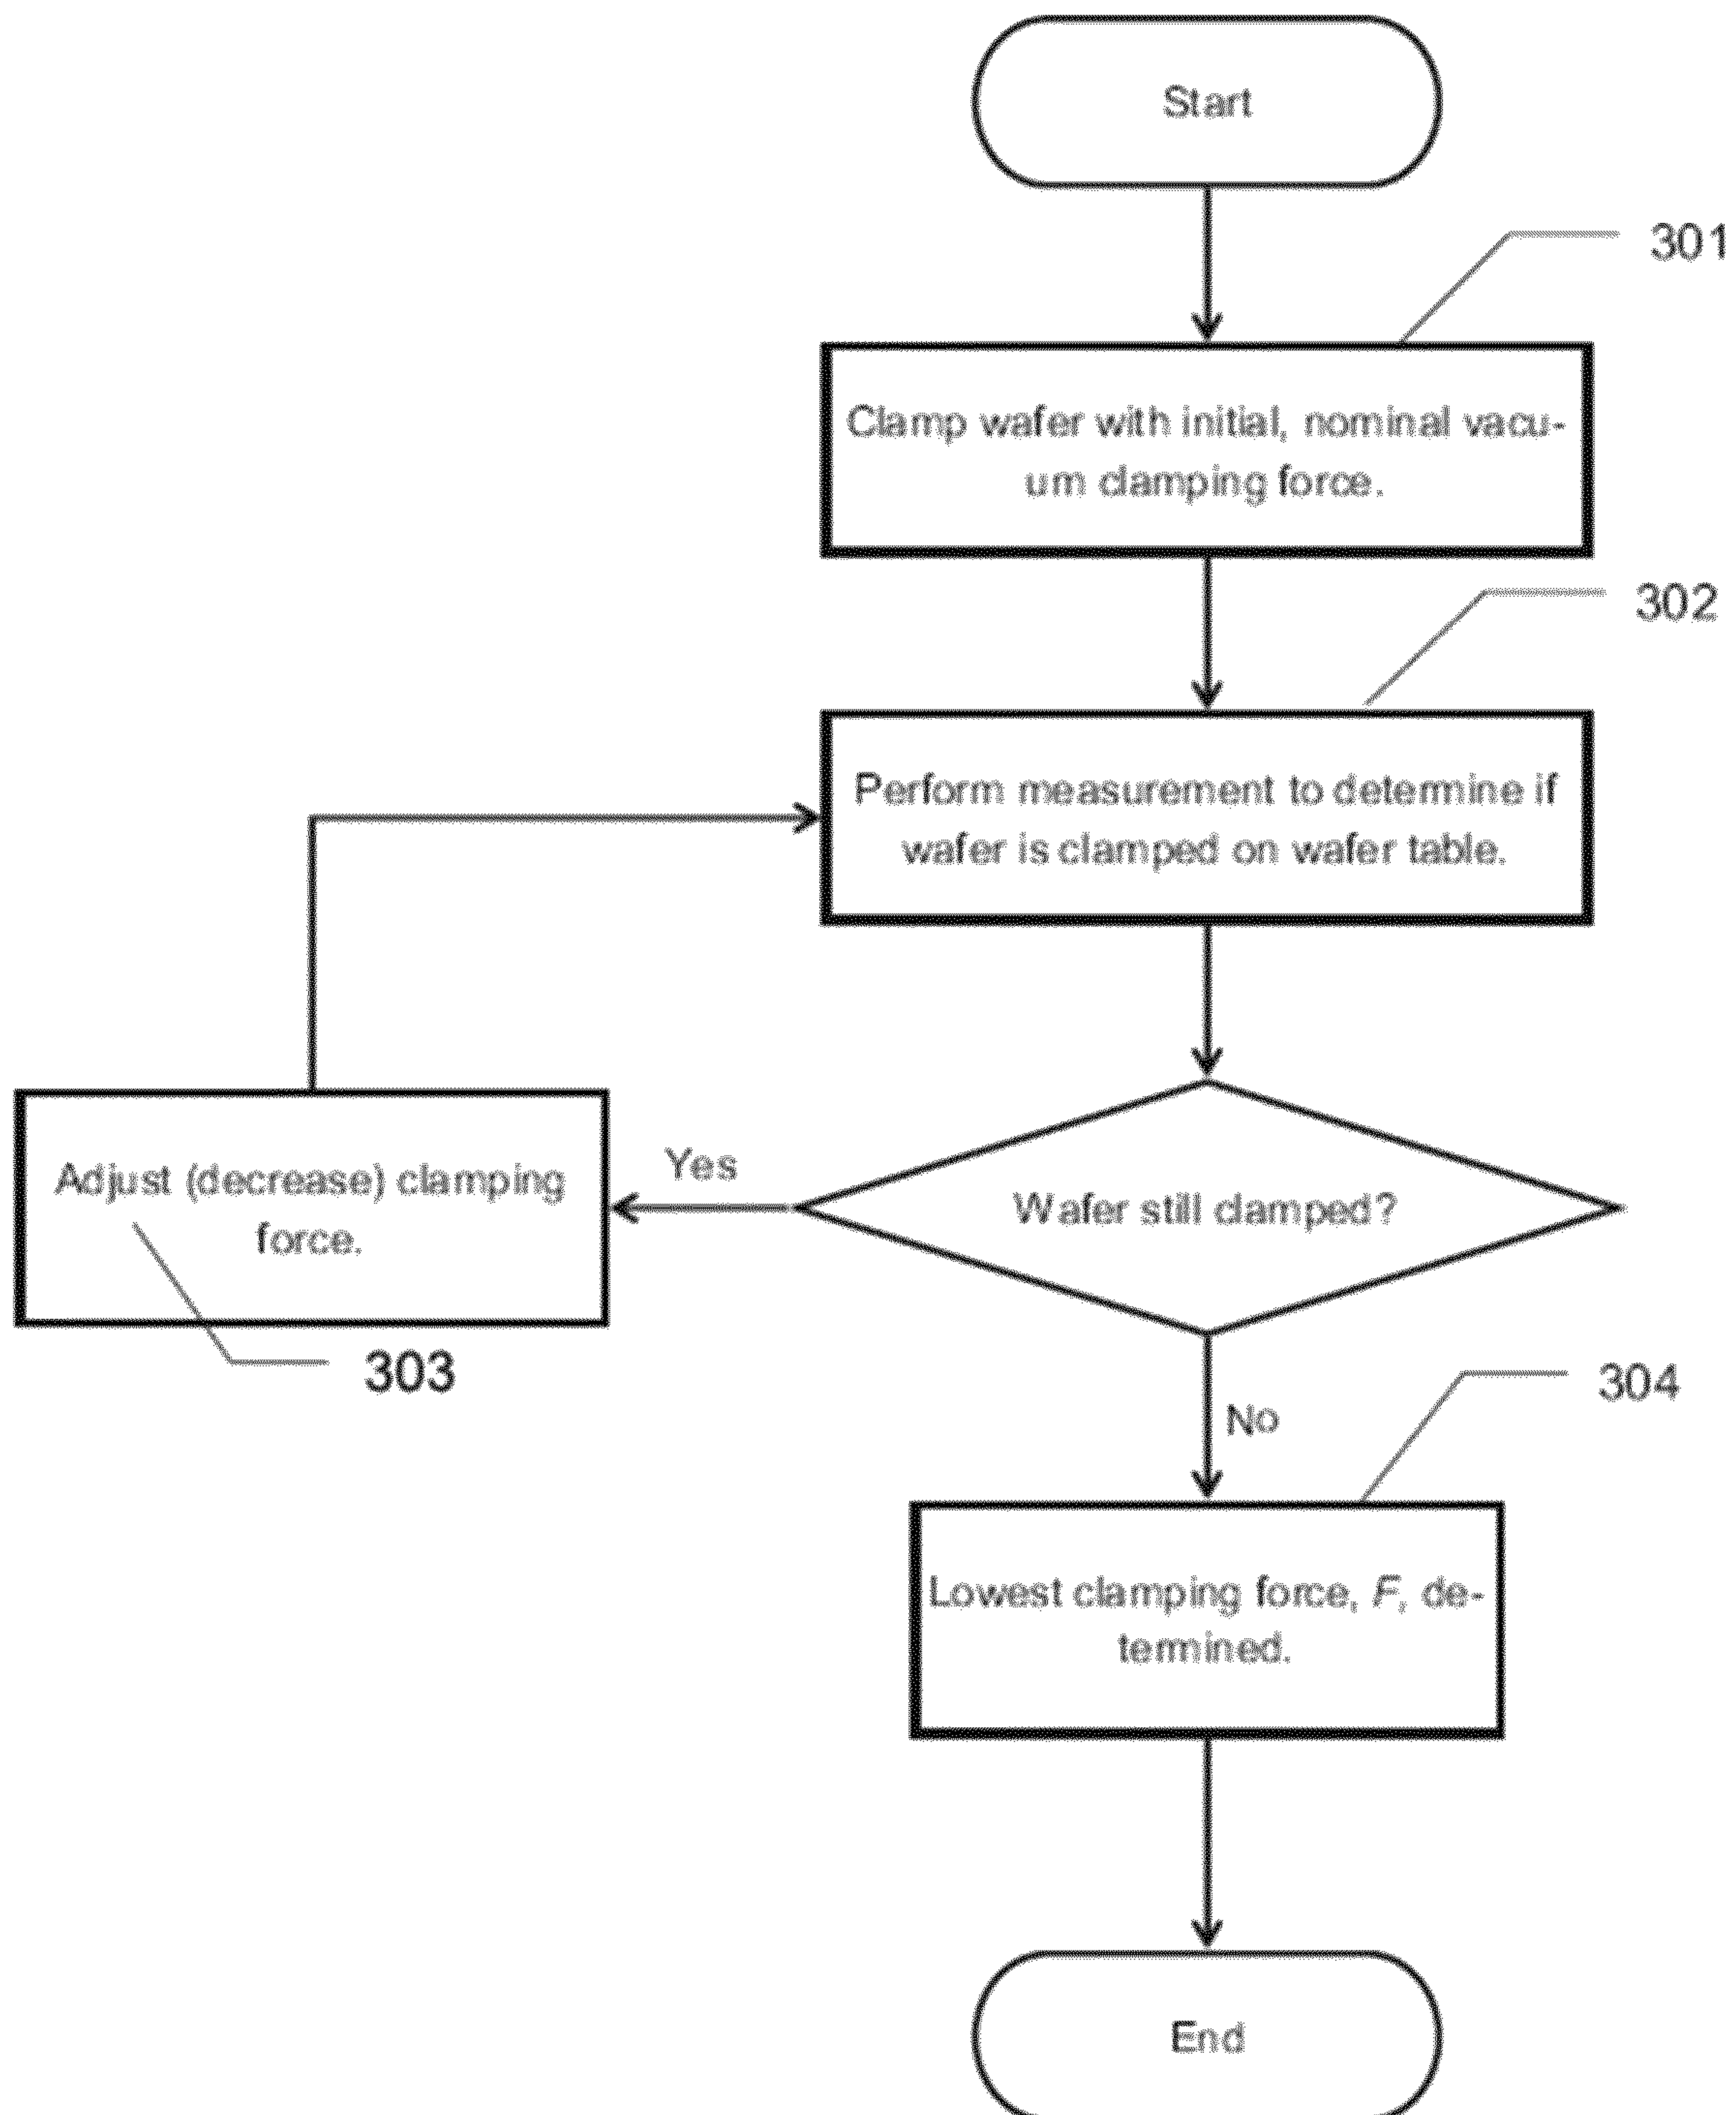 Start
301
Clamp wafer with initial, nominal vacu-
um clamping force.
302
Perform measurement to determine if
wafer is clamped on wafer table.
Adjust (decrease) clamping
force.
303
Yes
Wafer still clamped?
No
304
Lowest clamping force, F, de-
termined.
End